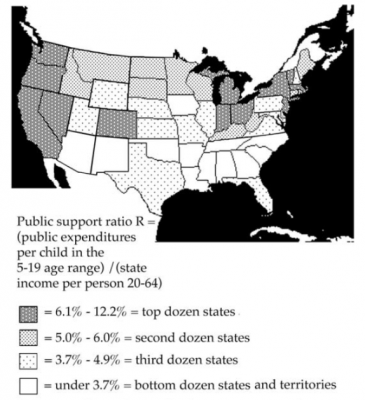 Public support ratio R =
(public expenditures
per child in the
5-19 age range) /(state
income per person 20-64)
= 6.1% - 12.2% = top dozen states
= 5.0% - 6.0% = second dozen states
= 3.7% - 4.9% = third dozen states
= under 3.7% = bottom dozen states and territories